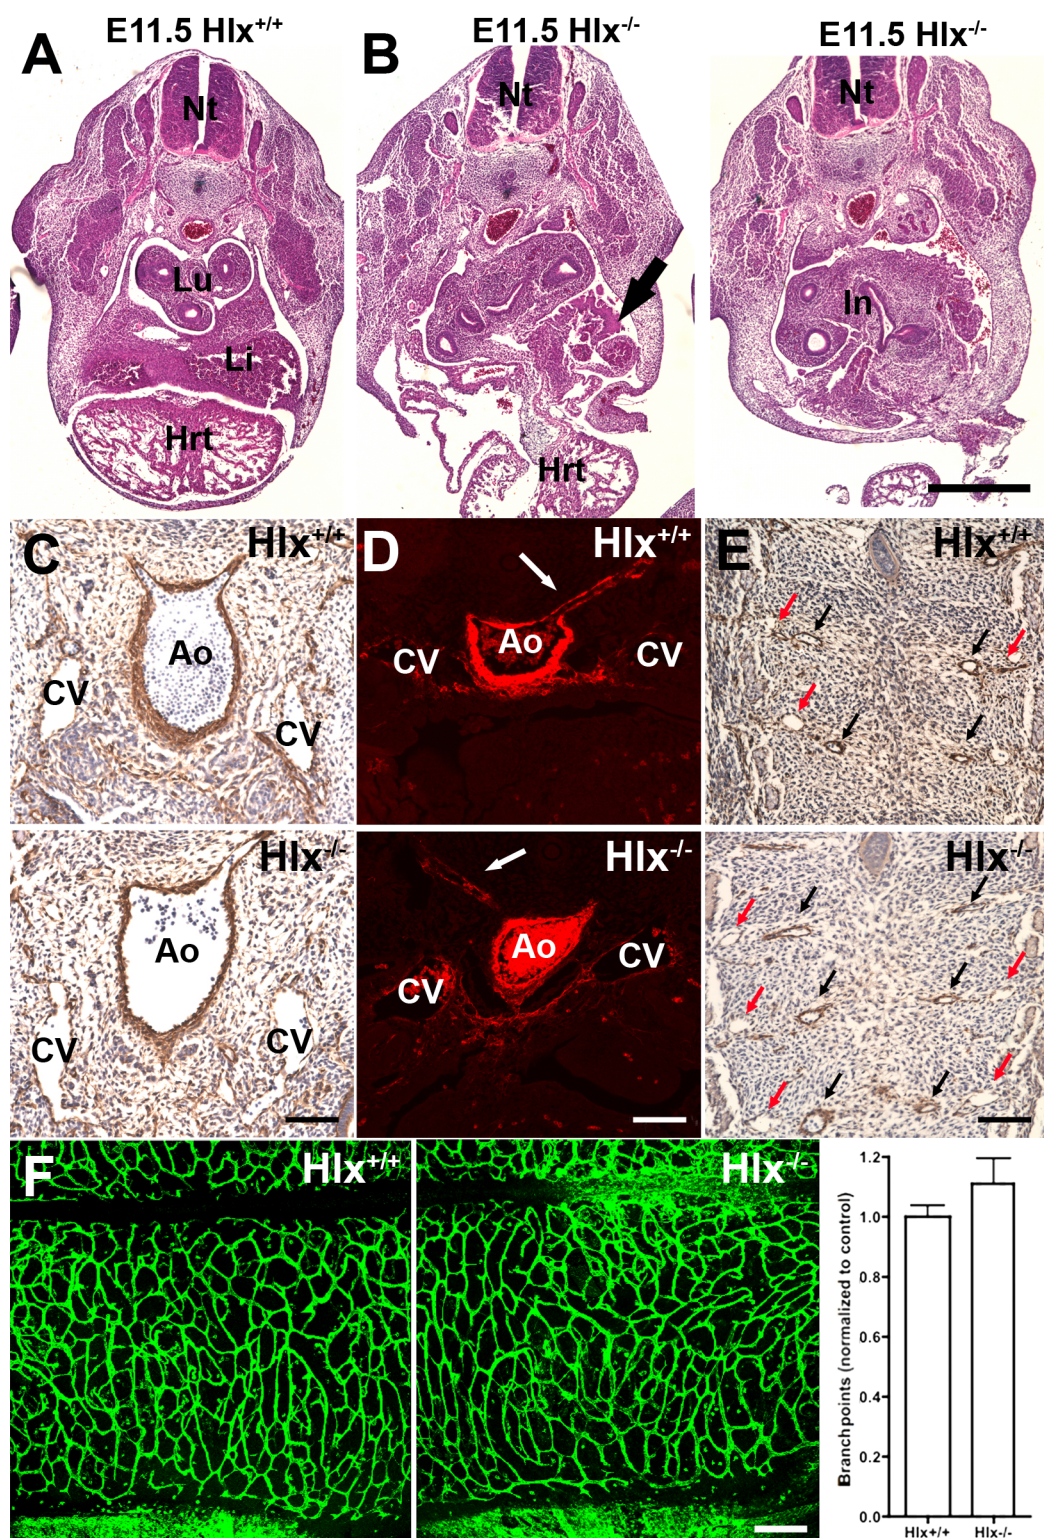 E11.5 Hlx+/+
E11.5 Hlx-/-
E11.5 Hlx-/-
A
B
Nt
Nt
Nt
Lu
Li
Hrt
Hrt
In
C
Hlx+/+
D
Hlx+/+
E
Hlx+/+
Ao
CV
CV
Ao
CV
CV
Hlx-/-
Hlx-/-
Hlx-/-
Ao
CV
CV
Ao
CV
CV
F
Hlx+/+
Hlx-/-
Branchpoints (normalized to control)
1.2
1.0
0.8
0.6
0.4
0.2
0.0
Hlx+/+
Hlx-/-